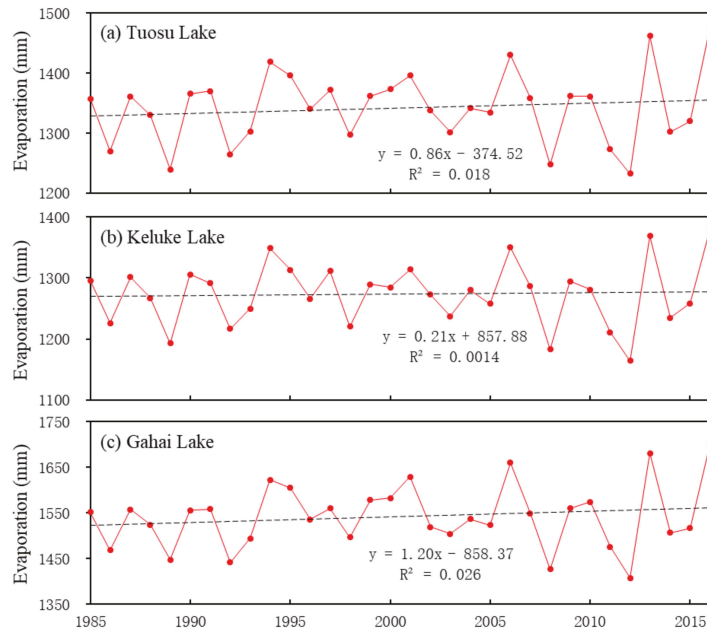 1500
(a) Tuosu Lake
1400
1300
1200
Evaporation (mm)
y = 0.86x − 374.52
R² = 0.018
1400
(b) Keluke Lake
1300
1200
1100
Evaporation (mm)
y = 0.21x + 857.88
R² = 0.0014
1750
(c) Gahai Lake
1650
1550
1450
1350
Evaporation (mm)
y = 1.20x − 858.37
R² = 0.026
1985 1990 1995 2000 2005 2010 2015